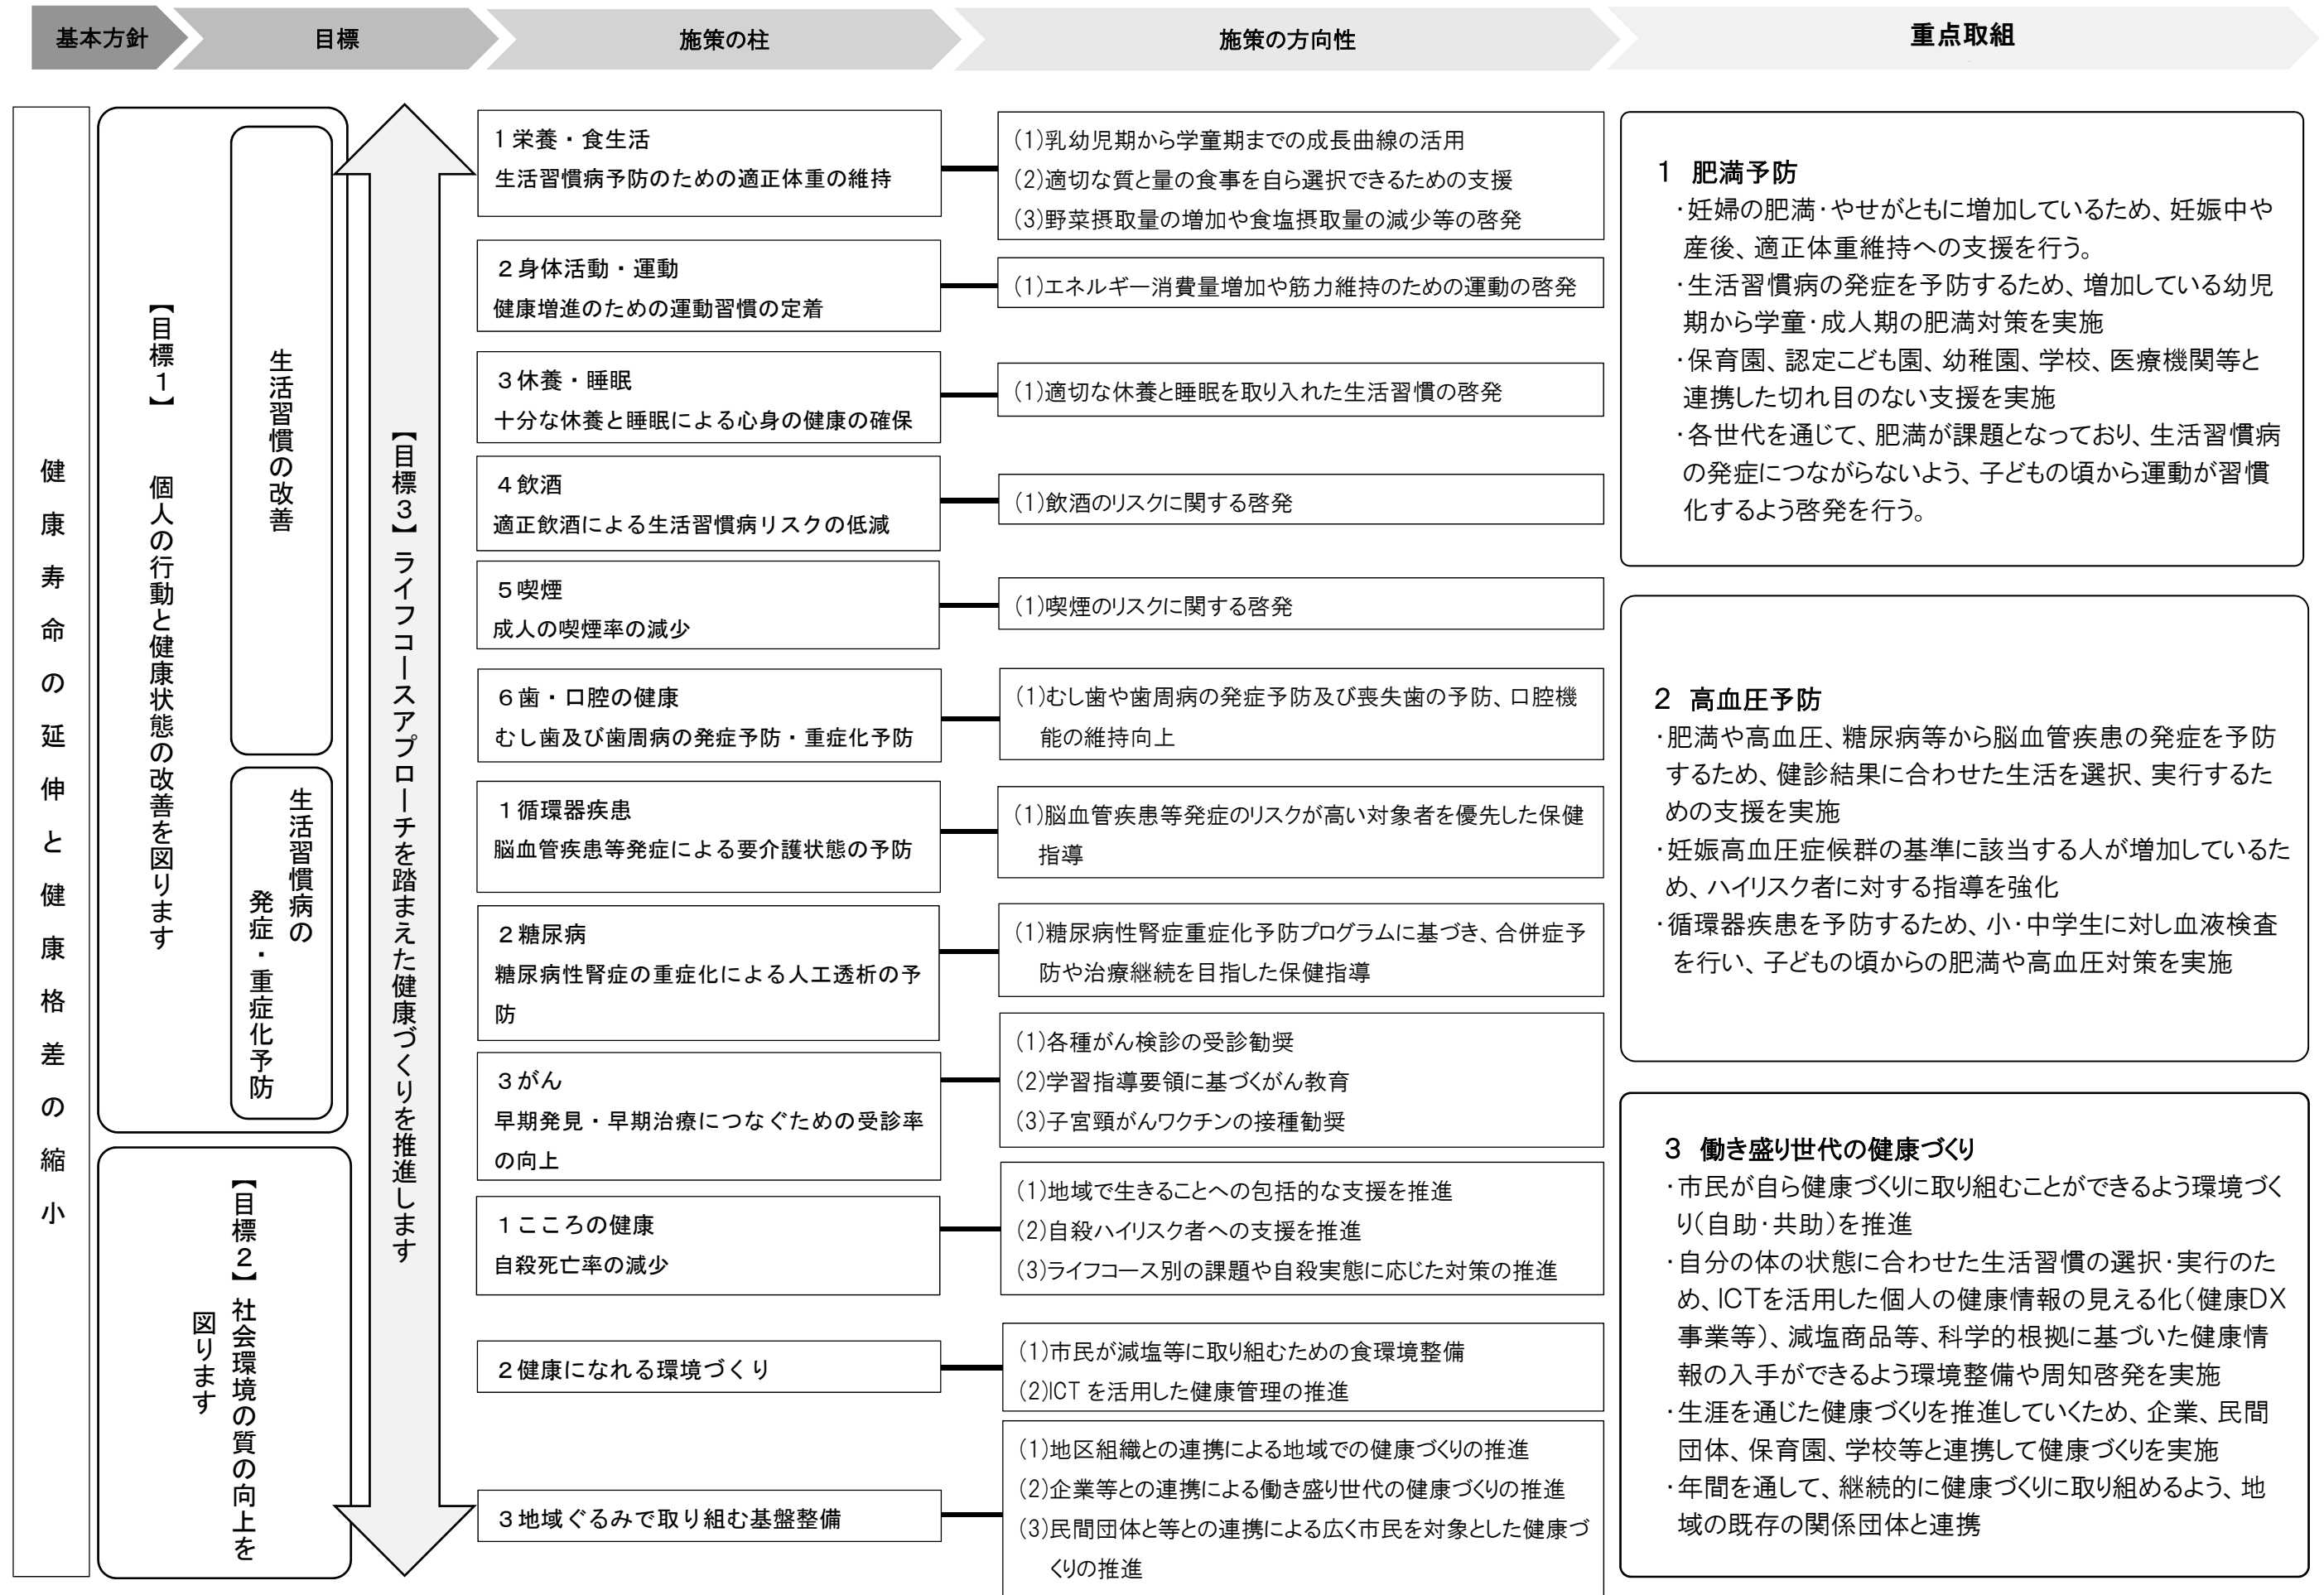 基本方針
目標
施策の柱
施策の方向性
重点取組
健康寿命の延伸と健康格差の縮小
【目標1】 個人の行動と健康状態の改善を図ります
生活習慣の改善
生活習慣病の
発症・重症化予防
【目標2】社会環境の質の向上を
図ります
【目標3】ライフコースアプローチを踏まえた健康づくりを推進します
1栄養・食生活
生活習慣病予防のための適正体重の維持
2身体活動・運動
健康増進のための運動習慣の定着
3休養・睡眠
十分な休養と睡眠による心身の健康の確保
4飲酒
適正飲酒による生活習慣病リスクの低減
5喫煙
成人の喫煙率の減少
6歯・口腔の健康
むし歯及び歯周病の発症予防・重症化予防
1循環器疾患
脳血管疾患等発症による要介護状態の予防
2糖尿病
糖尿病性腎症の重症化による人工透析の予
防
3がん
早期発見・早期治療につなぐための受診率
の向上
1こころの健康
自殺死亡率の減少
2健康になれる環境づくり
3地域ぐるみで取り組む基盤整備
(1)乳幼児期から学童期までの成長曲線の活用
(2)適切な質と量の食事を自ら選択できるための支援
(3)野菜摂取量の増加や食塩摂取量の減少等の啓発
(1)エネルギー消費量増加や筋力維持のための運動の啓発
(1)適切な休養と睡眠を取り入れた生活習慣の啓発
(1)飲酒のリスクに関する啓発
(1)喫煙のリスクに関する啓発
(1)むし歯や歯周病の発症予防及び喪失歯の予防、口腔機
能の維持向上
(1)脳血管疾患等発症のリスクが高い対象者を優先した保健
指導
(1)糖尿病性腎症重症化予防プログラムに基づき、合併症予
防や治療継続を目指した保健指導
(1)各種がん検診の受診勧奨
(2)学習指導要領に基づくがん教育
(3)子宮頸がんワクチンの接種勧奨
(1)地域で生きることへの包括的な支援を推進
(2)自殺ハイリスク者への支援を推進
(3)ライフコース別の課題や自殺実態に応じた対策の推進
(1)市民が減塩等に取り組むための食環境整備
(2)ICTを活用した健康管理の推進
(1)地区組織との連携による地域での健康づくりの推進
(2)企業等との連携による働き盛り世代の健康づくりの推進
(3)民間団体と等との連携による広く市民を対象とした健康づ
くりの推進
1 肥満予防
・妊婦の肥満・やせがともに増加しているため、妊娠中や
産後、適正体重維持への支援を行う。
・生活習慣病の発症を予防するため、増加している幼児
期から学童・成人期の肥満対策を実施
・保育園、認定こども園、幼稚園、学校、医療機関等と
連携した切れ目のない支援を実施
・各世代を通じて、肥満が課題となっており、生活習慣病
の発症につながらないよう、子どもの頃から運動が習慣
化するよう啓発を行う。
2 高血圧予防
・肥満や高血圧、糖尿病等から脳血管疾患の発症を予防
するため、健診結果に合わせた生活を選択、実行するた
めの支援を実施
・妊娠高血圧症候群の基準に該当する人が増加しているた
め、ハイリスク者に対する指導を強化
・循環器疾患を予防するため、小・中学生に対し血液検査
を行い、子どもの頃からの肥満や高血圧対策を実施
3 働き盛り世代の健康づくり
・市民が自ら健康づくりに取り組むことができるよう環境づく
り(自助・共助)を推進
・自分の体の状態に合わせた生活習慣の選択・実行のた
め、ICTを活用した個人の健康情報の見える化(健康DX
事業等)、減塩商品等、科学的根拠に基づいた健康情
報の入手ができるよう環境整備や周知啓発を実施
・生涯を通じた健康づくりを推進していくため、企業、民間
団体、保育園、学校等と連携して健康づくりを実施
・年間を通して、継続的に健康づくりに取り組めるよう、地
域の既存の関係団体と連携